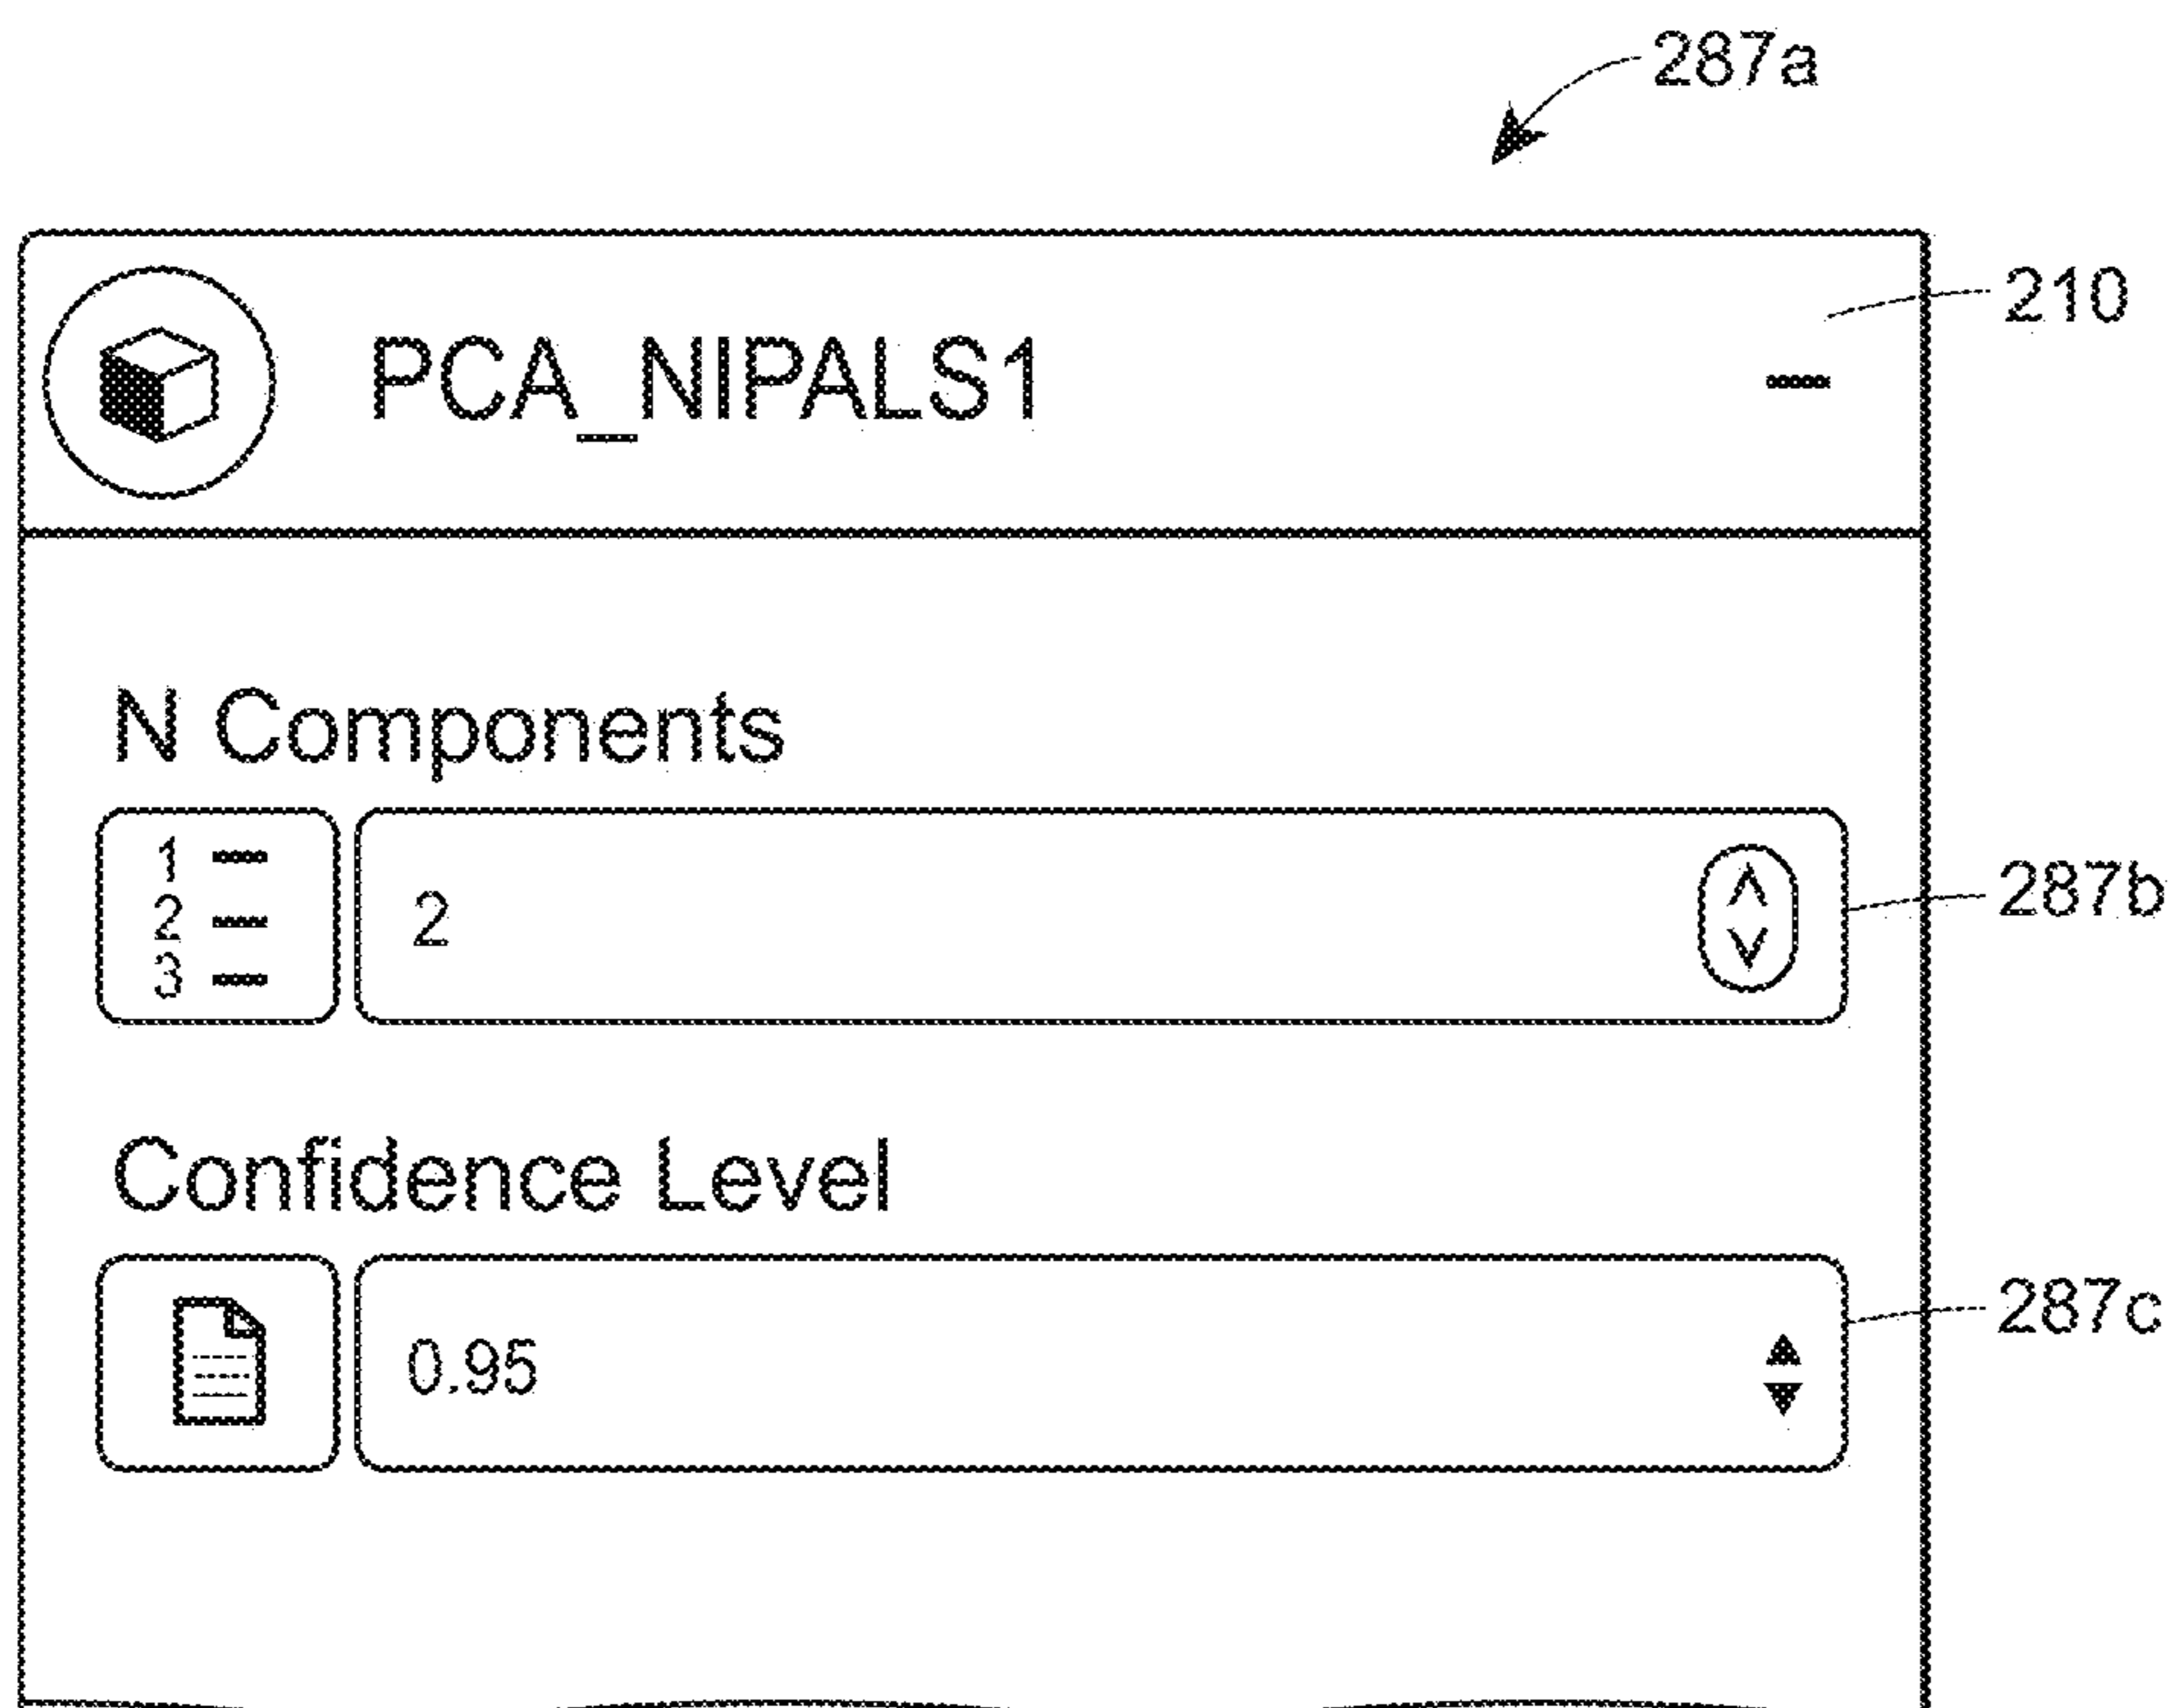 287a
210
PCA_NIPALS1
N Components
1
2
3
2
287b
Confidence Level
0.95
287c